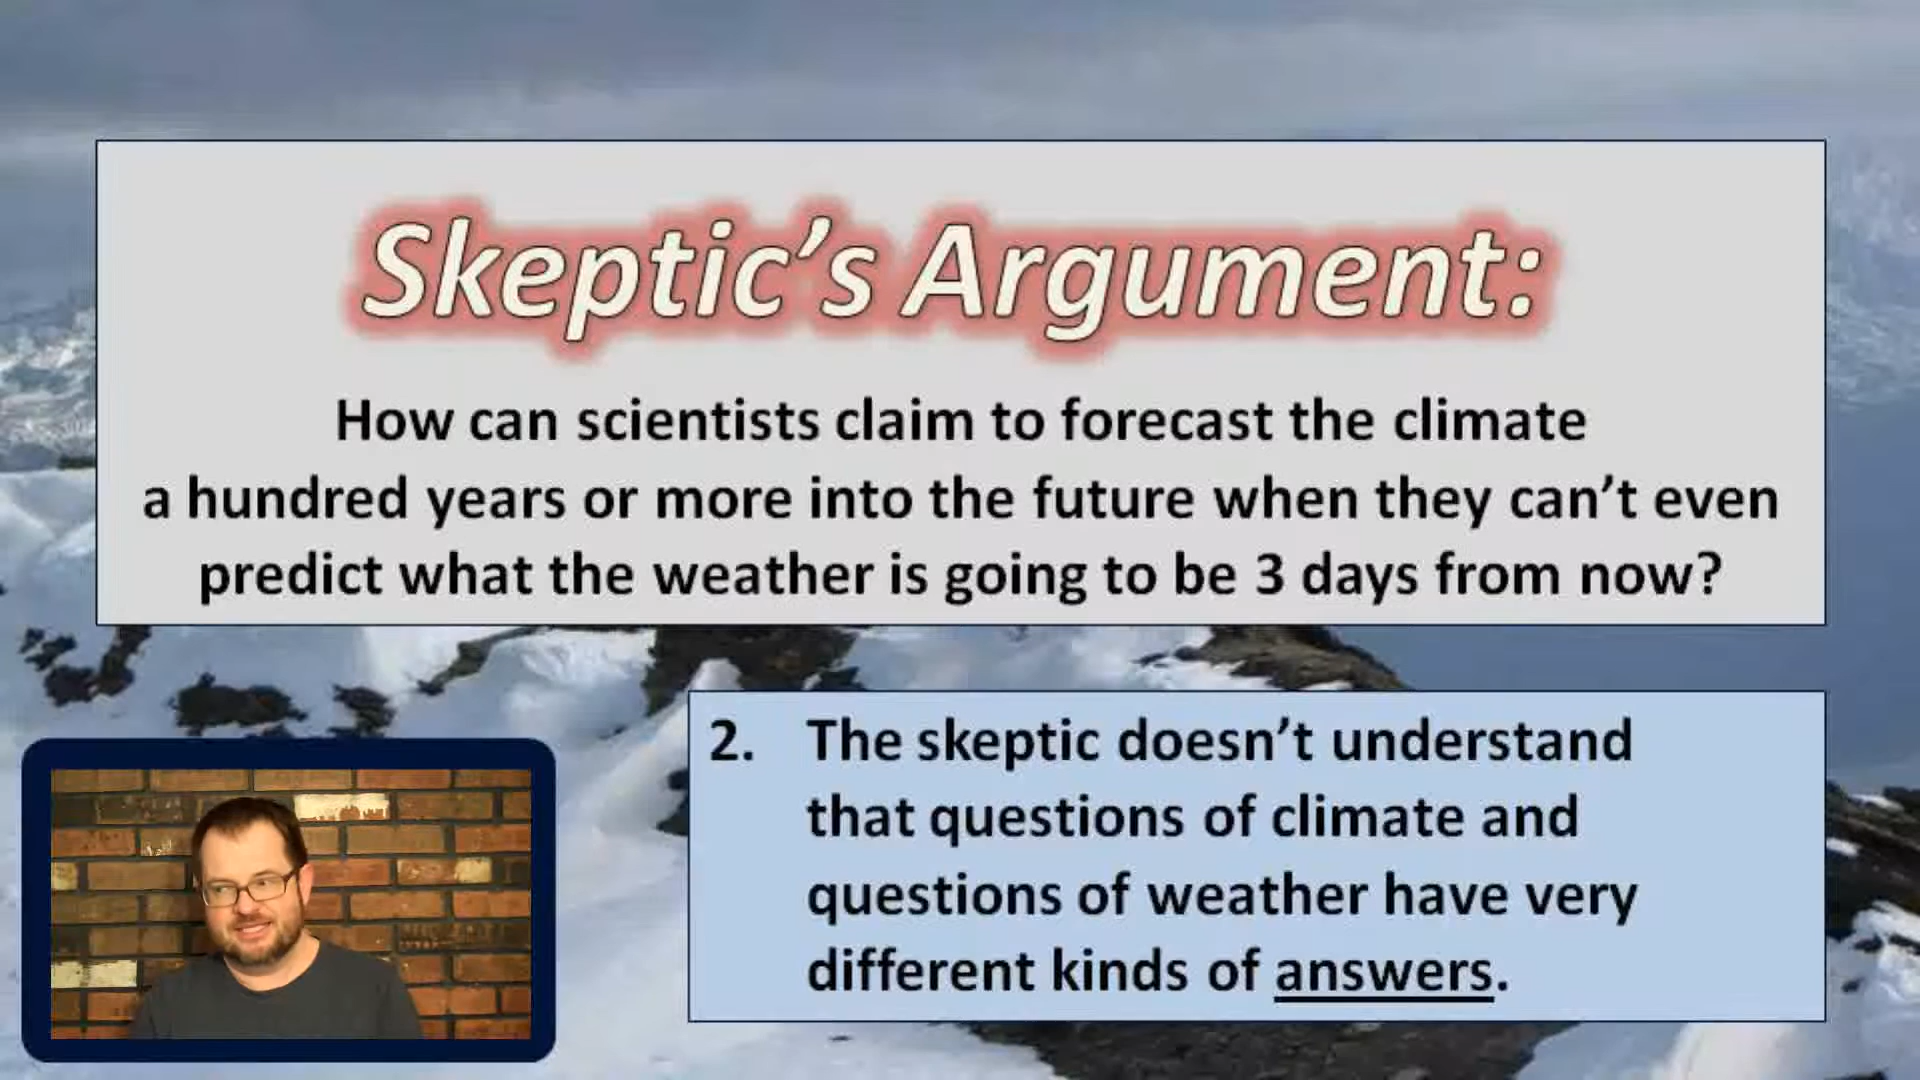 Skeptic’s Argument:
How can scientists claim to forecast the climate
a hundred years or more into the future when they can’t even
predict what the weather is going to be 3 days from now?
2. The skeptic doesn’t understand
that questions of climate and
questions of weather have very
different kinds of answers.